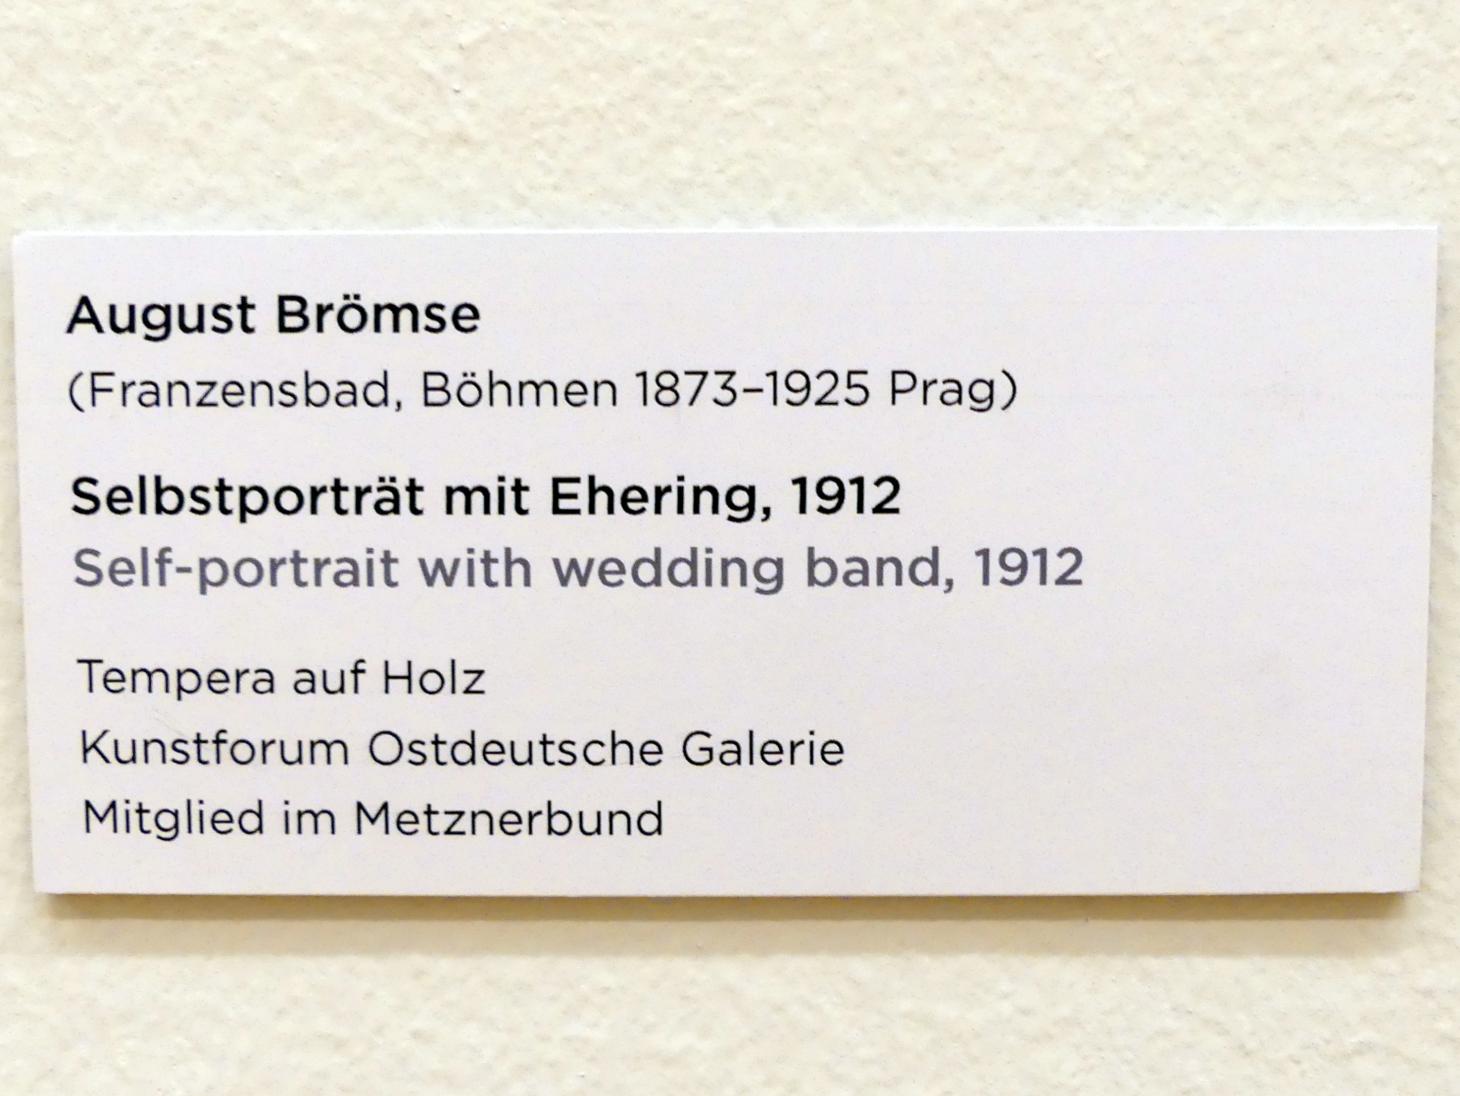 August Brömse
(Franzensbad, Böhmen 1873–1925 Prag)
Selbstporträt mit Ehering, 1912
Self-portrait with wedding band, 1912
Tempera auf Holz
Kunstforum Ostdeutsche Galerie
Mitglied im Metznerbund